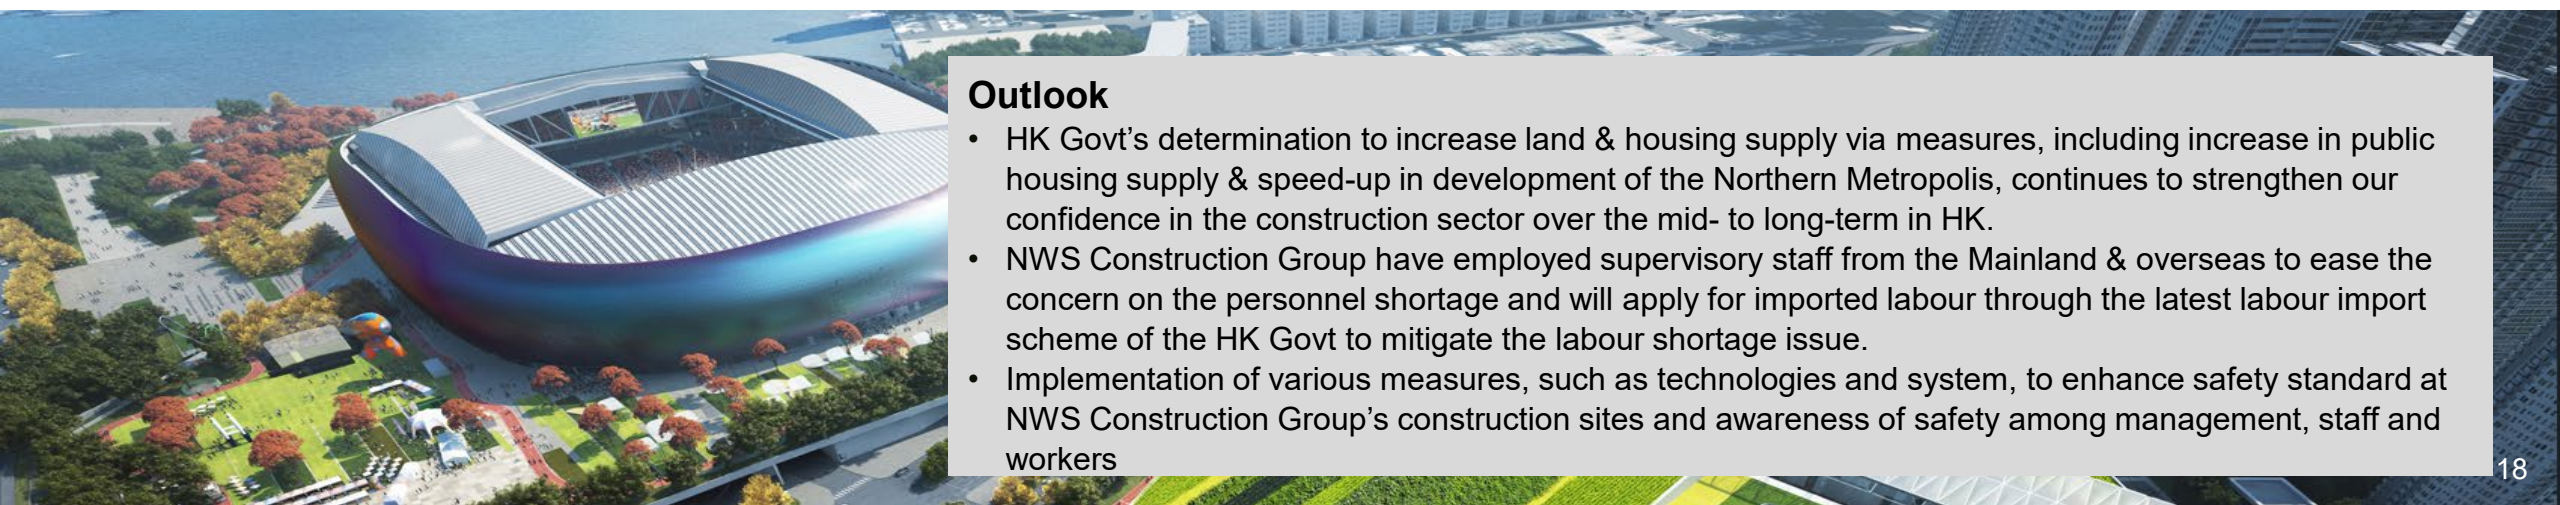 Outlook
• HK Govt’s determination to increase land & housing supply via measures, including increase in public
housing supply & speed-up in development of the Northern Metropolis, continues to strengthen our
confidence in the construction sector over the mid- to long-term in HK.
• NWS Construction Group have employed supervisory staff from the Mainland & overseas to ease the
concern on the personnel shortage and will apply for imported labour through the latest labour import
scheme of the HK Govt to mitigate the labour shortage issue.
• Implementation of various measures, such as technologies and system, to enhance safety standard at
NWS Construction Group’s construction sites and awareness of safety among management, staff and
workers
18